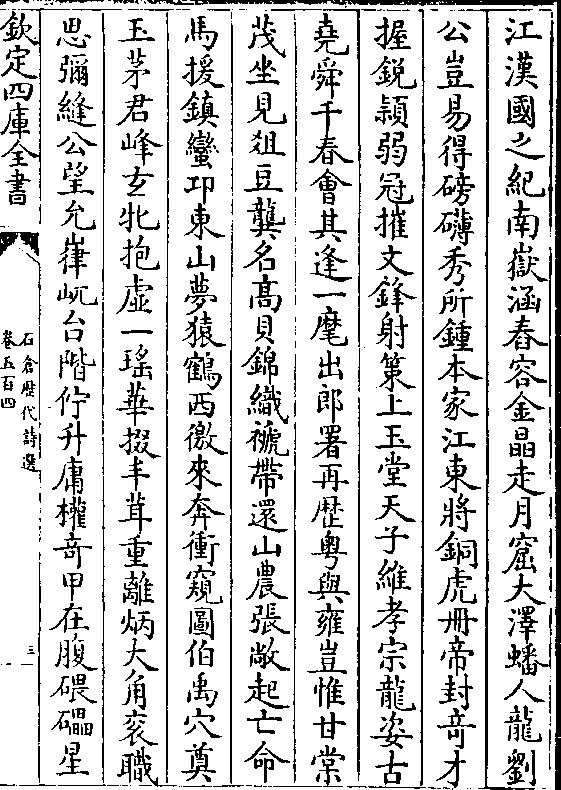 江漢國之紀南嶽涵舂容金晶走月窟大澤蟠人龍劉
公豈易得磅礡秀所鍾本家江東將銅虎册帝封竒才
握銳穎弱冠摧文鋒射策上玉堂天子維孝宗龍姿古
堯舜千春會其逢一麾出郎署再歴粤與雍豈惟甘棠
茂坐見俎豆龔名髙貝錦織褫帶還山農張敞起亡命
馬援鎮蠻邛東山夢猿鶴西徼來奔衝窺圖伯禹穴奠
玉茅君峰玄牝抱虛一瑤華掇丰茸重離炳大角衮職
思彌縫公望允嵂屼台階佇升庸權竒甲在腹磈礧星
欽定四庫全書
石倉歴代詩選
卷五百四
三